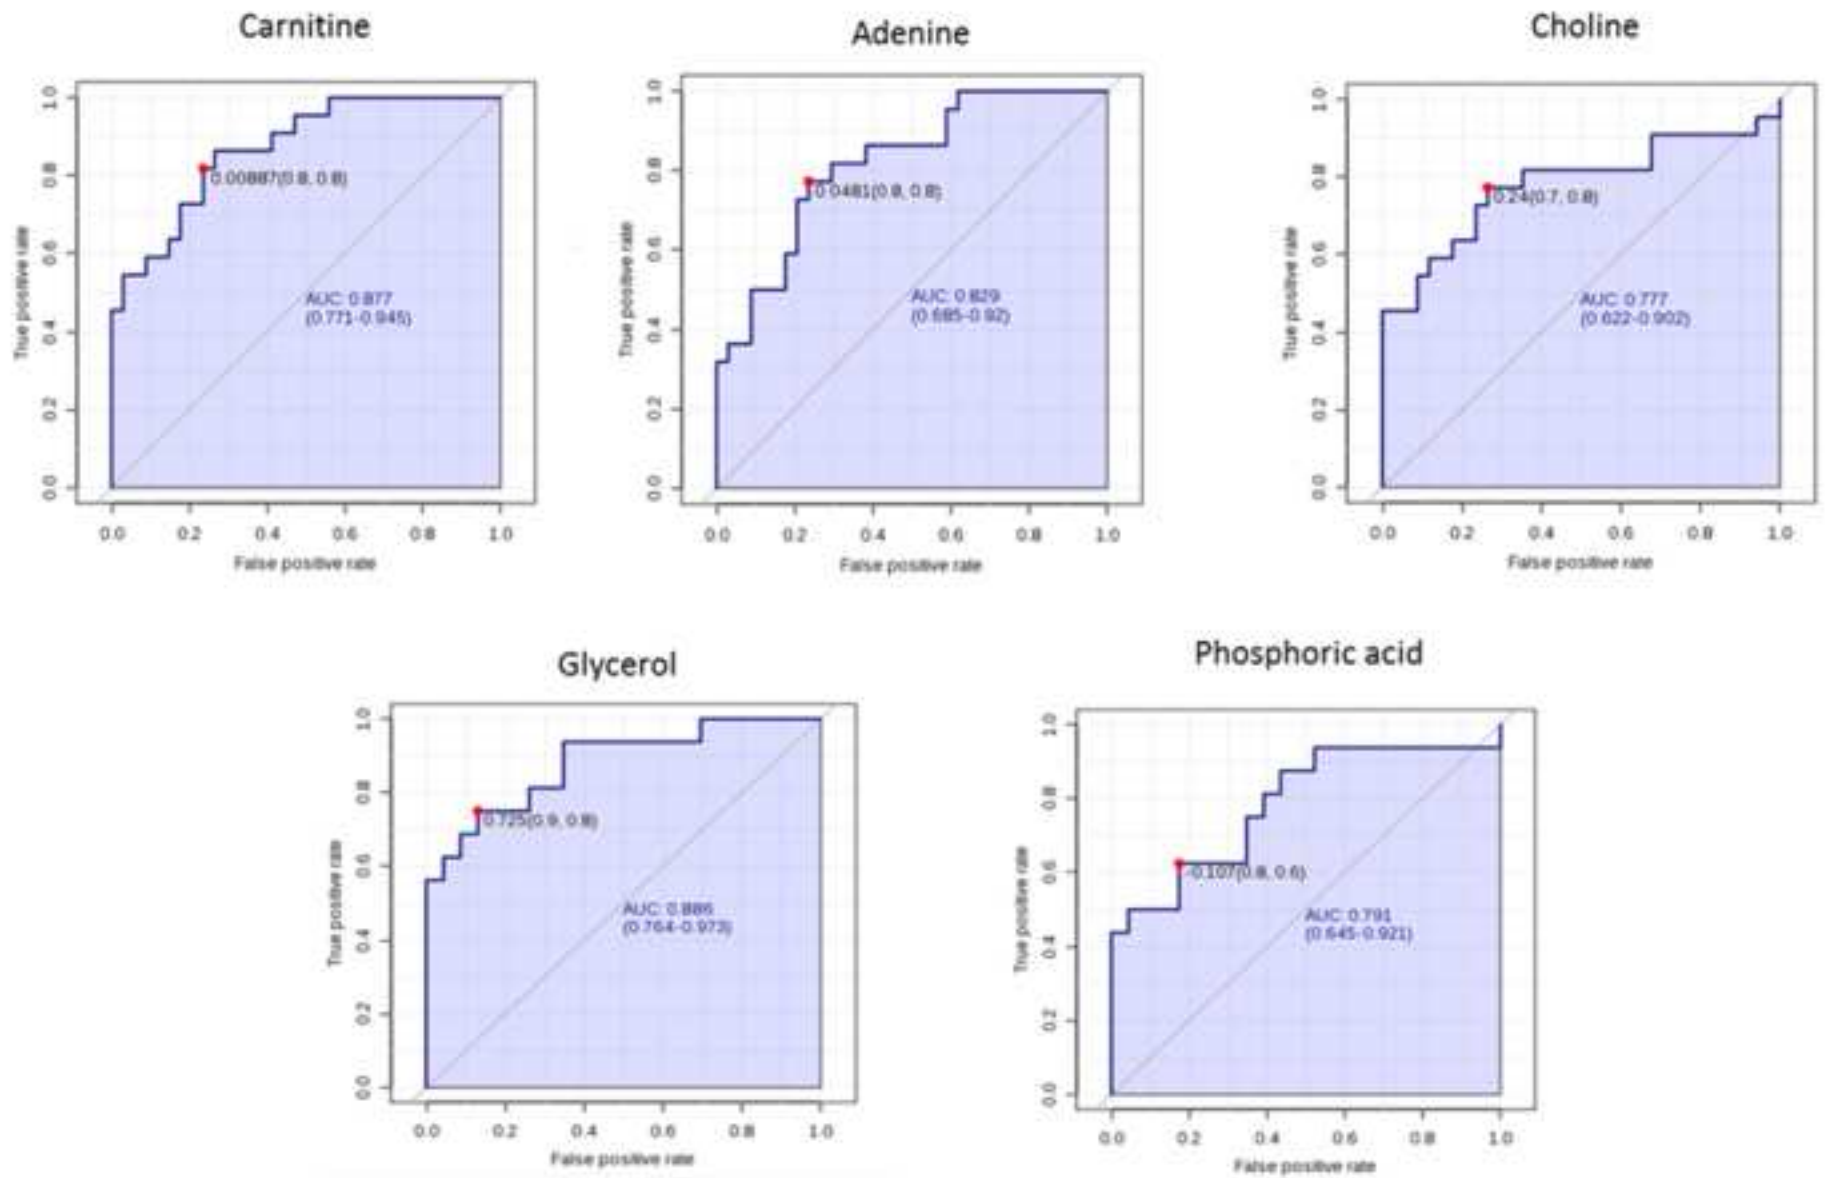 Carnitine
True positive rate
1.0
0.8
0.6
0.4
0.2
0.0
0.00887(0.8, 0.8)
AUC: 0.877
(0.771-0.945)
0.0 0.2 0.4 0.6 0.8 1.0
False positive rate
Adenine
True positive rate
1.0
0.8
0.6
0.4
0.2
0.0
0.0481(0.8, 0.8)
AUC: 0.829
(0.685-0.92)
0.0 0.2 0.4 0.6 0.8 1.0
False positive rate
Choline
True positive rate
1.0
0.8
0.6
0.4
0.2
0.0
0.24(0.7, 0.8)
AUC: 0.777
(0.622-0.902)
0.0 0.2 0.4 0.6 0.8 1.0
False positive rate
Glycerol
True positive rate
1.0
0.8
0.6
0.4
0.2
0.0
0.725(0.9, 0.8)
AUC: 0.886
(0.764-0.973)
0.0 0.2 0.4 0.6 0.8 1.0
False positive rate
Phosphoric acid
True positive rate
1.0
0.8
0.6
0.4
0.2
0.0
-0.107(0.8, 0.6)
AUC: 0.791
(0.645-0.921)
0.0 0.2 0.4 0.6 0.8 1.0
False positive rate